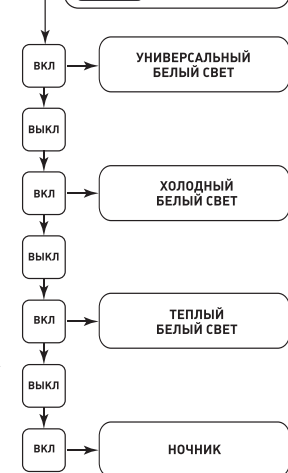 ВКЛ
УНИВЕРСАЛЬНЫЙ
БЕЛЫЙ СВЕТ
ВЫКЛ
ВКЛ
ХОЛОДНЫЙ
БЕЛЫЙ СВЕТ
ВЫКЛ
ВКЛ
ТЕПЛЫЙ
БЕЛЫЙ СВЕТ
ВЫКЛ
ВКЛ
НОЧНИК